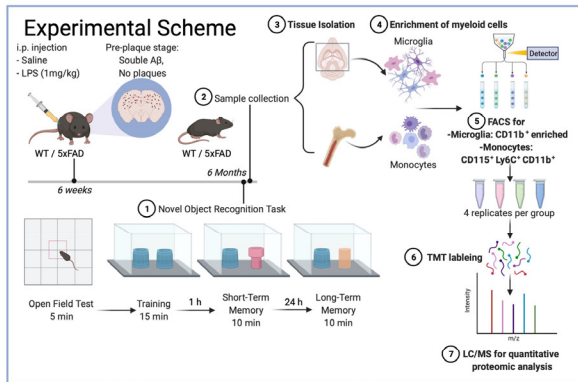 Experimental Scheme
i.p. injection
- Saline
- LPS (1mg/kg)
Pre-plaque stage:
Souble Aβ,
No plaques
WT / 5xFAD
6 weeks
2 Sample collection
WT / 5xFAD
6 Months
1 Novel Object Recognition Task
Open Field Test
5 min
Training
15 min
1 h
Short-Term
Memory
10 min
24 h
Long-Term
Memory
10 min
3 Tissue Isolation
4 Enrichment of myeloid cells
Microglia
Monocytes
Detector
5 FACS for
-Microglia: CD11b⁺ enriched
-Monocytes:
CD115⁺ Ly6C⁺ CD11b⁺
4 replicates per group
6 TMT lableing
Intensity
m/z
7 LC/MS for quantitative
proteomic analysis